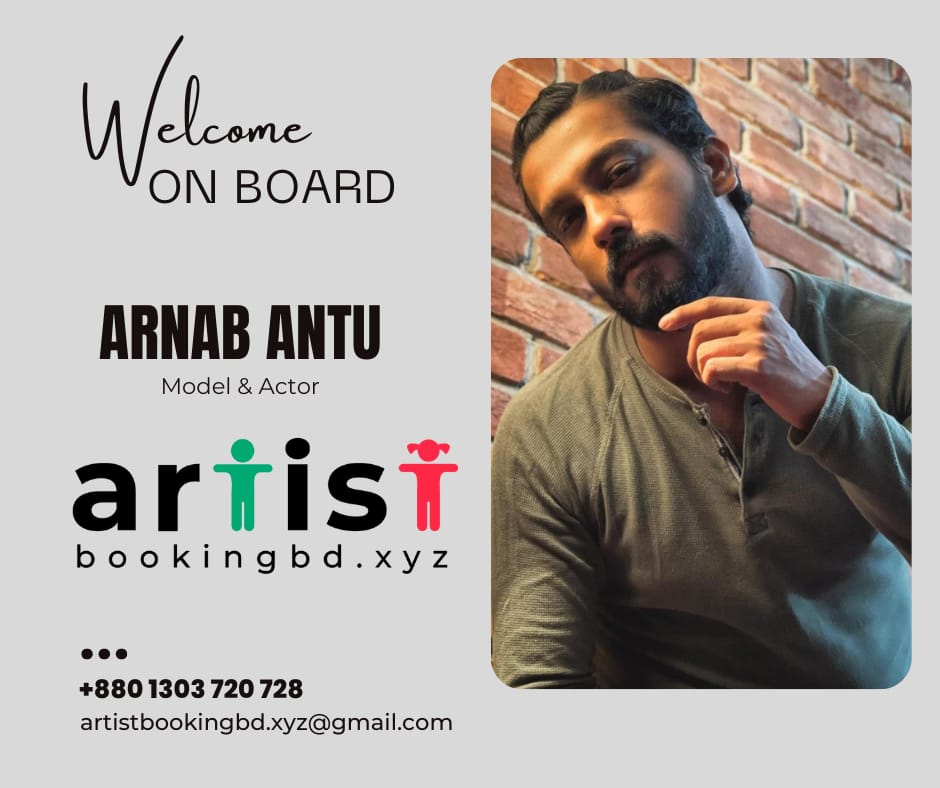 Welcome
ON BOARD
ARNAB ANTU
Model & Actor
artist
bookingbd.xyz
+880 1303 720 728
artistbookingbd.xyz@gmail.com